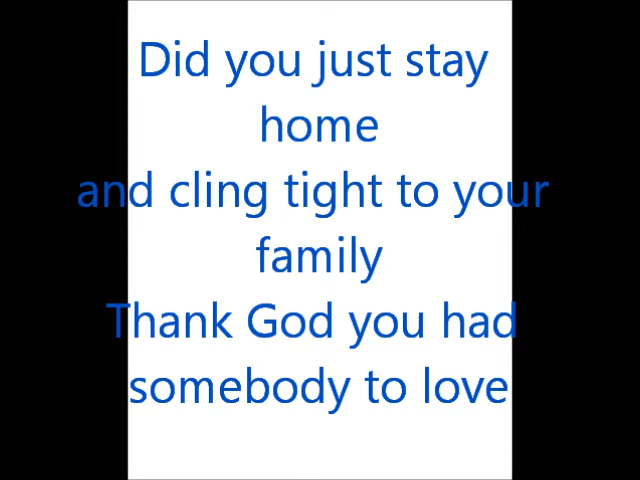 Did you just stay
home
and cling tight to your
family
Thank God you had
somebody to love